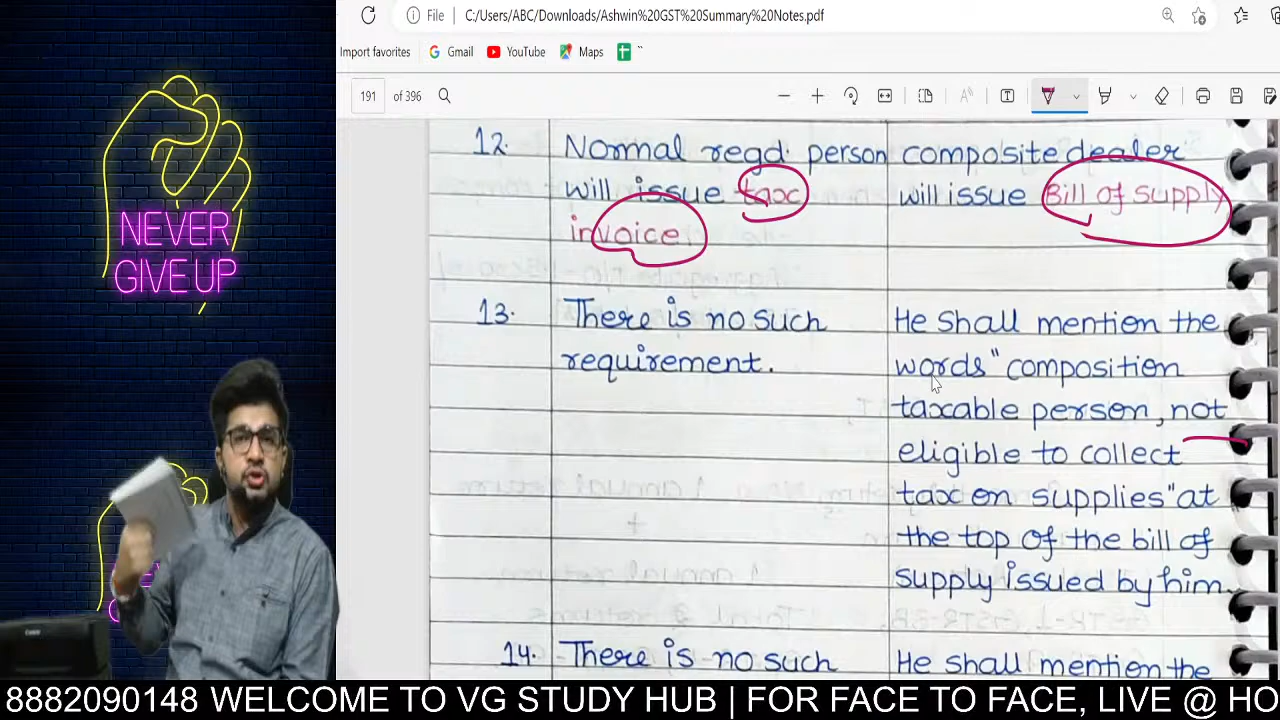 File C:/Users/ABC/Downloads/Ashwin%20GST%20Summary%20Notes.pdf
Import favorites Gmail YouTube Maps
191 of 396
12. Normal regd. person composite dealer
will issue tax will issue Bill of supply
invoice.
13. There is no such He shall mention the
requirement. words "composition
taxable person, not
eligible to collect
tax on supplies" at
the top of the bill of
supply issued by him.
14. There is no such He shall mention the
NEVER
GIVE UP
8882090148 WELCOME TO VG STUDY HUB | FOR FACE TO FACE, LIVE @ HO